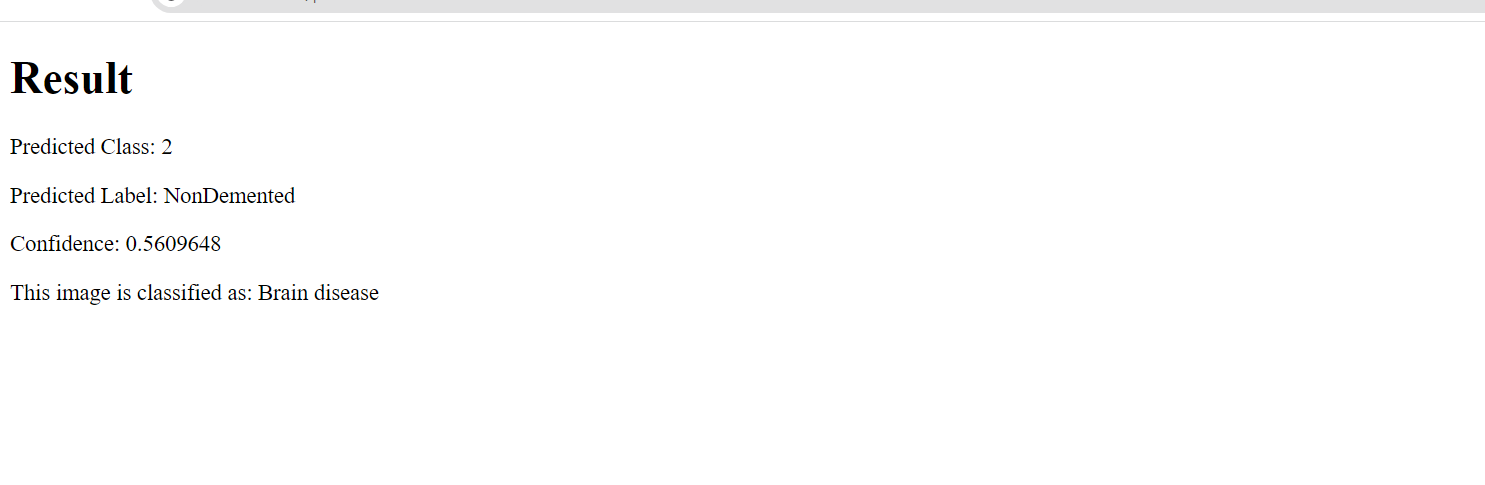 Result
Predicted Class: 2
Predicted Label: NonDemented
Confidence: 0.5609648
This image is classified as: Brain disease